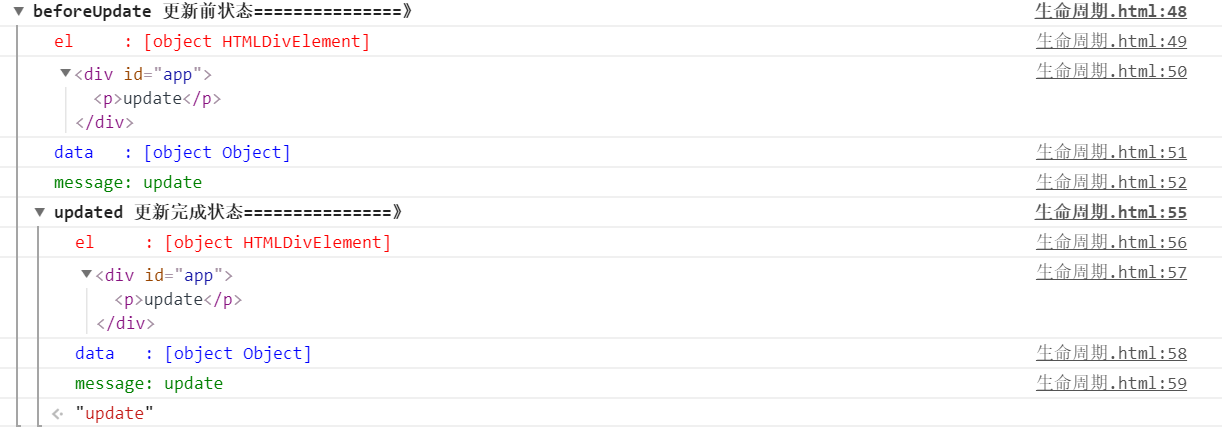 beforeUpdate 更新前状态===============》 生命周期.html:48
el     : [object HTMLDivElement] 生命周期.html:49
<div id="app"> 生命周期.html:50
<p>update</p>
</div>
data   : [object Object] 生命周期.html:51
message: update 生命周期.html:52
updated 更新完成状态===============》 生命周期.html:55
el     : [object HTMLDivElement] 生命周期.html:56
<div id="app"> 生命周期.html:57
<p>update</p>
</div>
data   : [object Object] 生命周期.html:58
message: update 生命周期.html:59
"update"